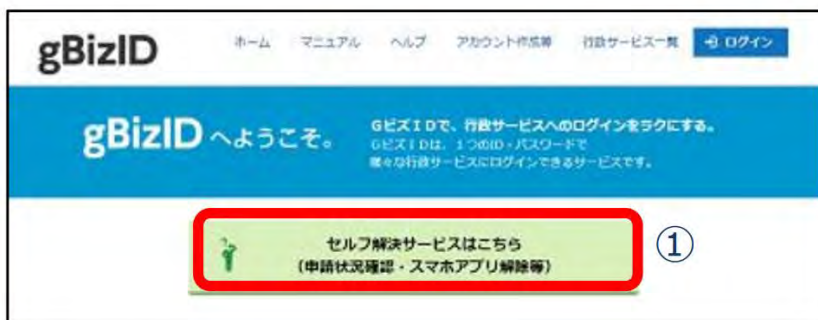 gBizID
ホーム マニュアル ヘルプ アカウント作成等 行政サービス一覧 ログイン
gBizID へようこそ。
GビズIDで、行政サービスへのログインをラクにする。
GビズIDは、1つのID・パスワードで
様々な行政サービスにログインできるサービスです。
セルフ解決サービスはこちら
(申請状況確認・スマホアプリ解除等)
①